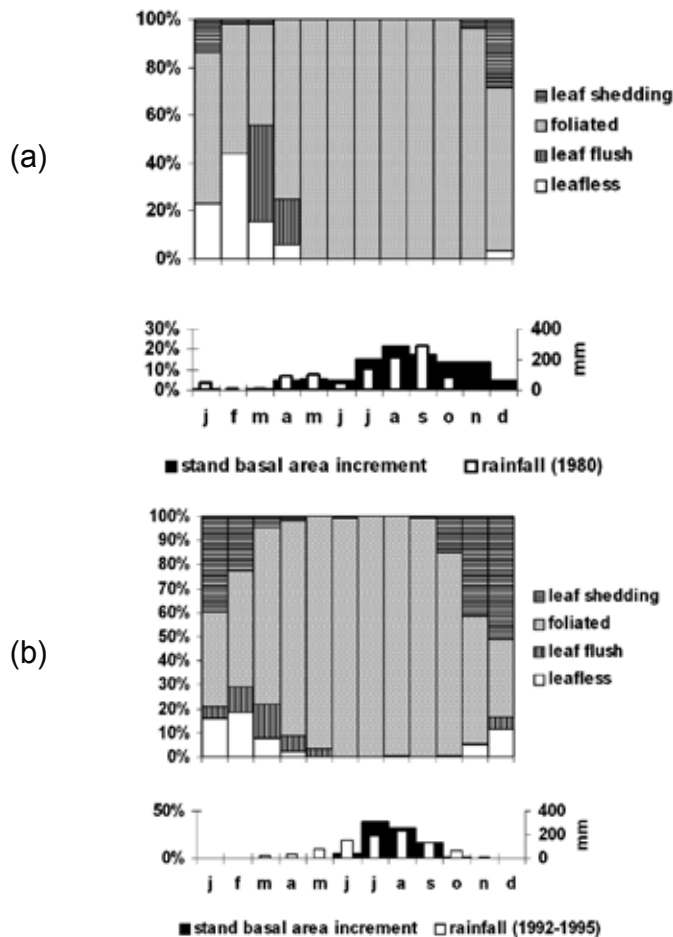 100%
80%
60%
40%
20%
0%
(a)
leaf shedding
foliated
leaf flush
leafless
30%
20%
10%
0%
400
200
0
mm
j f m a m j j a s o n d
stand basal area increment rainfall (1980)
100%
90%
80%
70%
60%
50%
40%
30%
20%
10%
0%
(b)
leaf shedding
foliated
leaf flush
leafless
50%
0%
400
200
0
mm
j f m a m j j a s o n d
stand basal area increment rainfall (1992-1995)